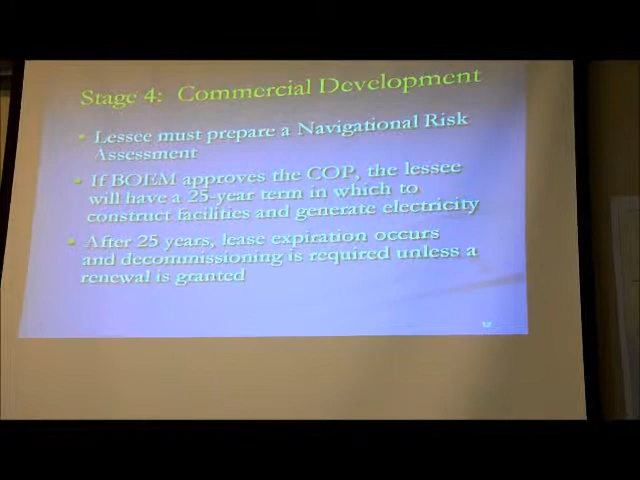 Stage 4: Commercial Development
• Lessee must prepare a Navigational Risk
Assessment
• If BOEM approves the COP, the lessee
will have a 25-year term in which to
construct facilities and generate electricity
• After 25 years, lease expiration occurs
and decommissioning is required unless a
renewal is granted